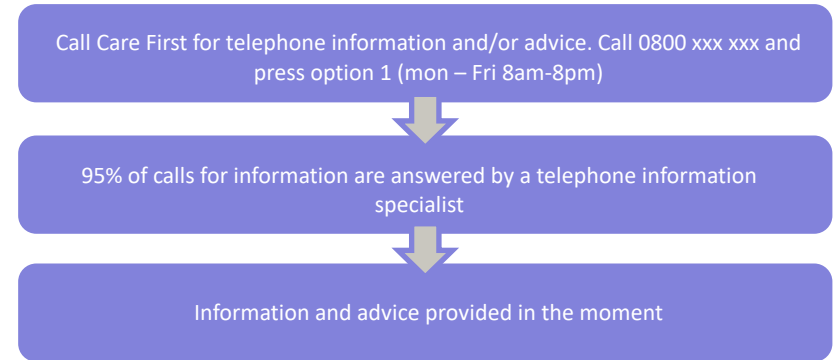 Call Care First for telephone information and/or advice. Call 0800 xxx xxx and
press option 1 (mon – Fri 8am-8pm)
95% of calls for information are answered by a telephone information
specialist
Information and advice provided in the moment